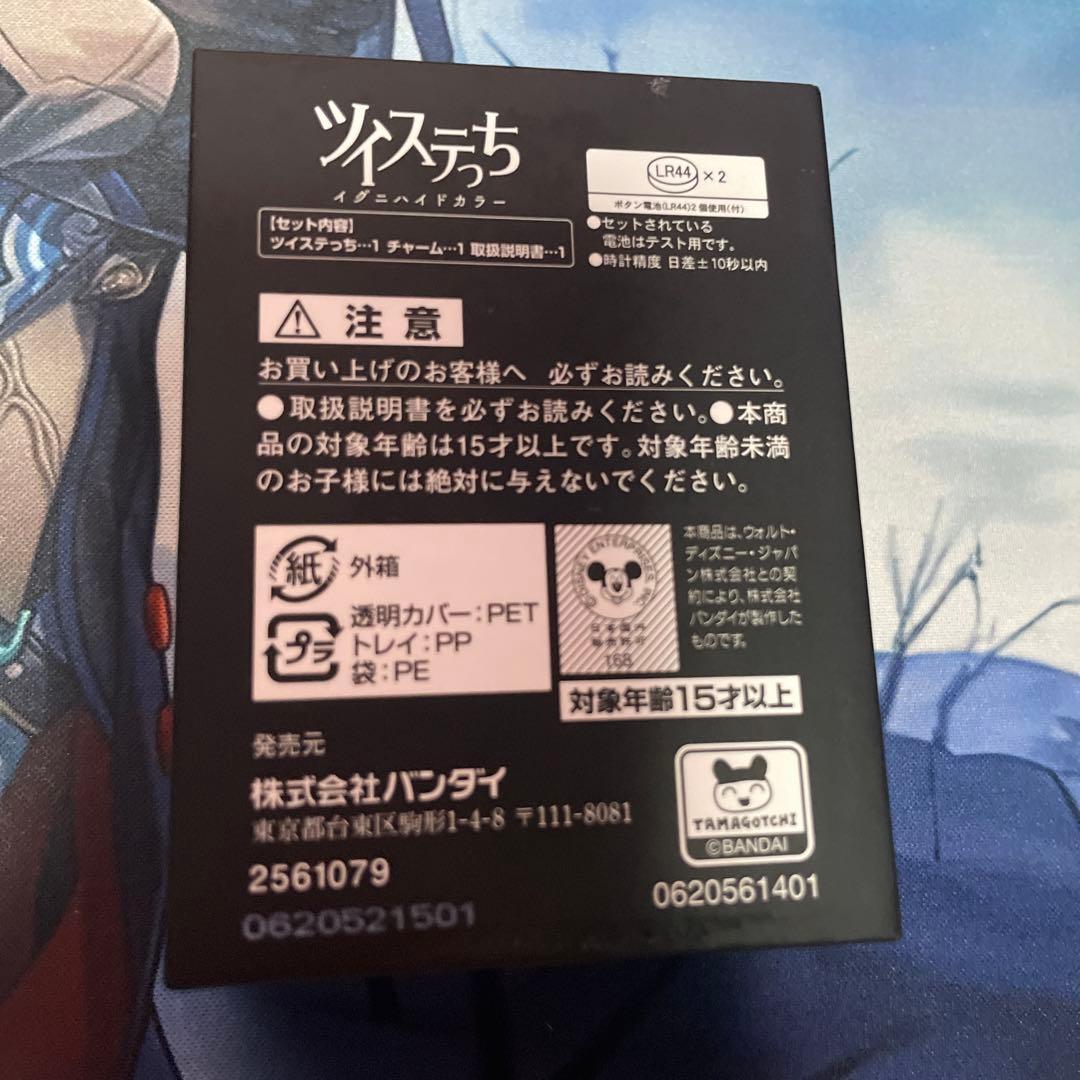 ツイステっち
イグニハイドカラー
【セット内容】
ツイステっち…1 チャーム…1 取扱説明書…1
LR44 ×2
ボタン電池(LR44)2個使用(付)
●セットされている
電池はテスト用です。
●時計精度 日差±10秒以内
⚠ 注意
お買い上げのお客様へ 必ずお読みください。
●取扱説明書を必ずお読みください。●本商
品の対象年齢は15才以上です。対象年齢未満
のお子様には絶対に与えないでください。
紙 外箱
プラ
透明カバー:PET
トレイ:PP
袋:PE
©DISNEY ENTERPRISES, INC.
日本国内
販売許可
168
本商品は、ウォルト・
ディズニー・ジャパ
ン株式会社との契
約により、株式会社
バンダイが製作した
ものです。
対象年齢15才以上
発売元
株式会社バンダイ
東京都台東区駒形1-4-8 〒111-8081
2561079
0620521501
TAMAGOTCHI
©BANDAI
0620561401